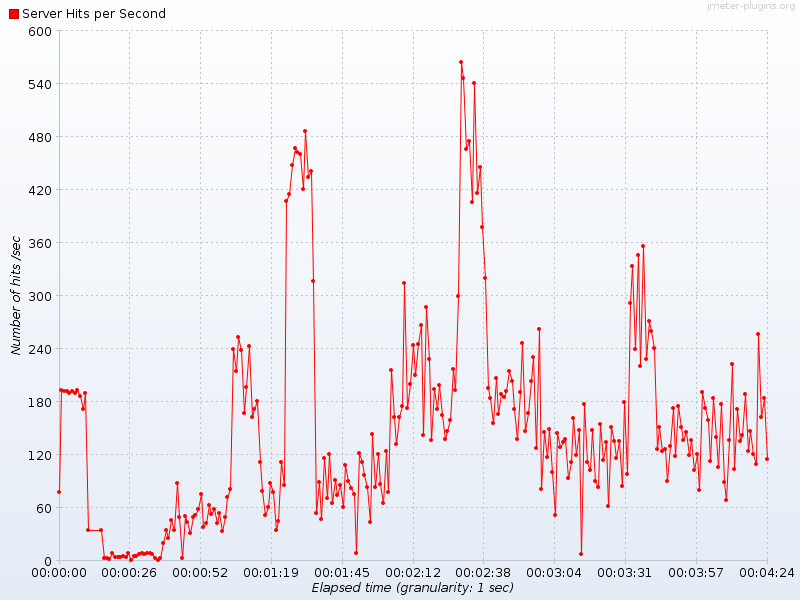 jmeter-plugins.org
Server Hits per Second
600
540
480
420
360
300
240
180
120
60
0
Number of hits /sec
00:00:00 00:00:26 00:00:52 00:01:19 00:01:45 00:02:12 00:02:38 00:03:04 00:03:31 00:03:57 00:04:24
Elapsed time (granularity: 1 sec)